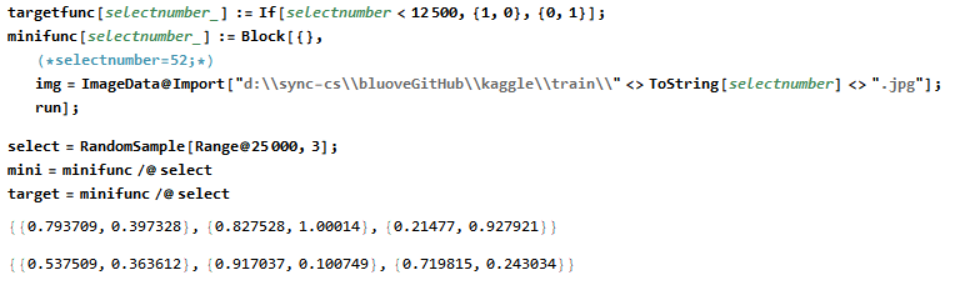 targetfunc[selectnumber_] := If[selectnumber < 12500, {1, 0}, {0, 1}];
minifunc[selectnumber_] := Block[{},
(*selectnumber=52;*)
img = ImageData@Import["d:\\sync-cs\\bluoveGitHub\\kaggle\\train\\" <> ToString[selectnumber] <> ".jpg"];
run];
select = RandomSample[Range@25000, 3];
mini = minifunc /@ select
target = minifunc /@ select
{{0.793709, 0.397328}, {0.827528, 1.00014}, {0.21477, 0.927921}}
{{0.537509, 0.363612}, {0.917037, 0.100749}, {0.719815, 0.243034}}